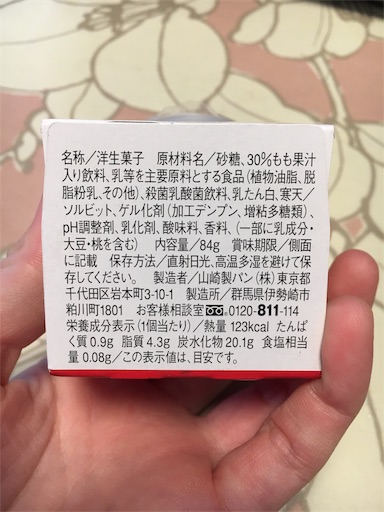 名称／洋生菓子　原材料名／砂糖、30%もも果汁
入り飲料、乳等を主要原料とする食品（植物油脂、脱
脂粉乳、その他）、殺菌乳酸菌飲料、乳たん白、寒天／
ソルビット、ゲル化剤（加工デンプン、増粘多糖類）、
pH調整剤、乳化剤、酸味料、香料、（一部に乳成分・
大豆・桃を含む）　内容量／84g　賞味期限／側面
に記載　保存方法／直射日光、高温多湿を避けて保
存してください。　製造者／山崎製パン（株）東京都
千代田区岩本町3-10-1　製造所／群馬県伊勢崎市
粕川町1801　お客様相談室 0120-811-114
栄養成分表示（1個当たり）／熱量 123kcal たんぱ
く質 0.9g 脂質 4.3g 炭水化物 20.1g 食塩相当
量 0.08g／この表示値は、目安です。